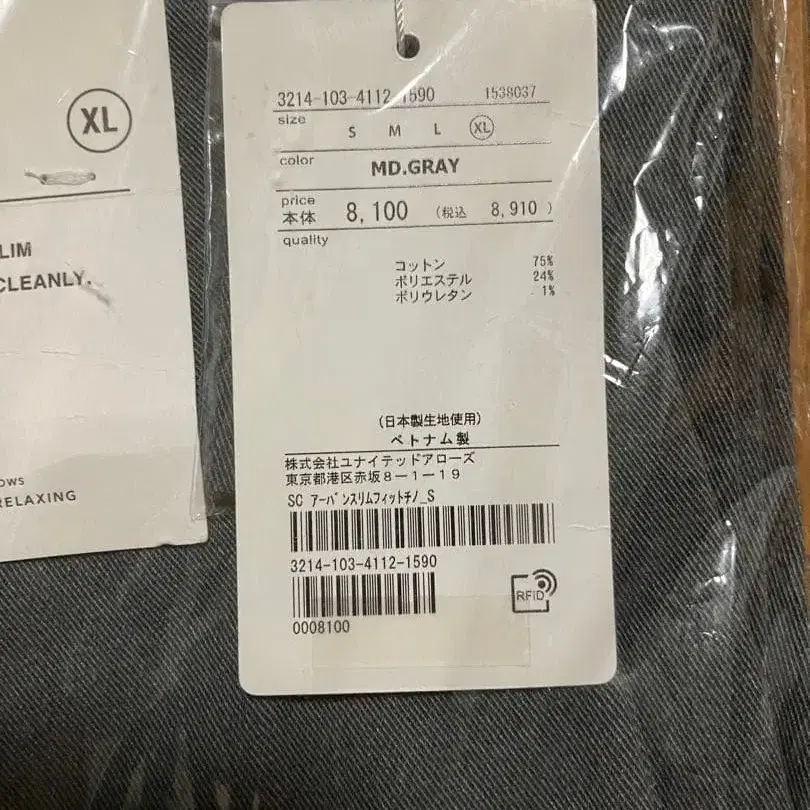 XL
LIM
CLEANLY.
OWS
RELAXING
3214-103-4112-1590 1538037
size
S M L XL
color
MD.GRAY
price
本体 8,100 (税込 8,910 )
quality
コットン 75%
ポリエステル 24%
ポリウレタン 1%
(日本製生地使用)
ベトナム製
株式会社ユナイテッドアローズ
東京都港区赤坂8-1-19
SC アーバンスリムフィットチノ_S
3214-103-4112-1590
RFID
0008100